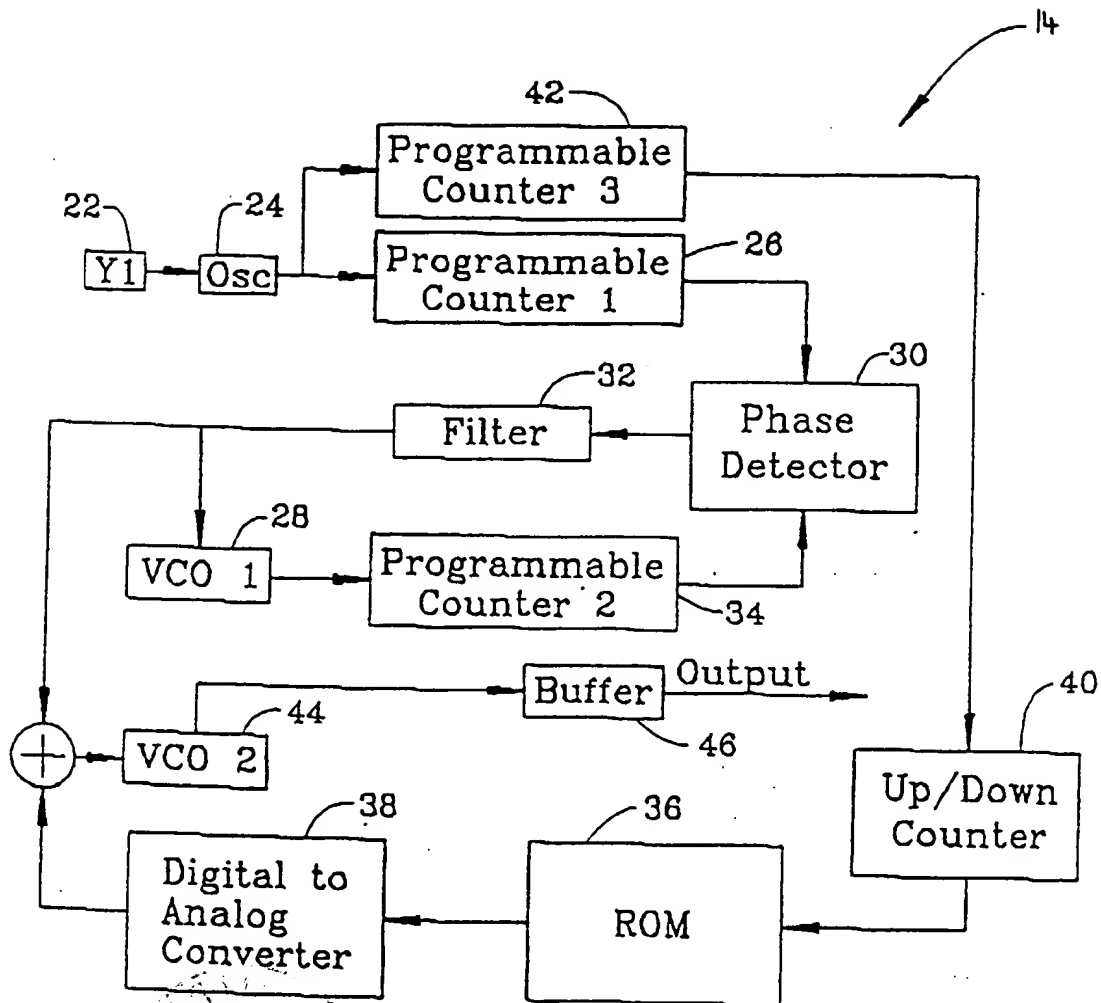 14
42
Programmable
Counter 3
22
24
Y1
Osc
26
Programmable
Counter 1
30
32
Filter
Phase
Detector
28
VCO 1
Programmable
Counter 2
34
Buffer
Output
46
40
44
VCO 2
Up/Down
Counter
38
36
Digital to
Analog
Converter
ROM